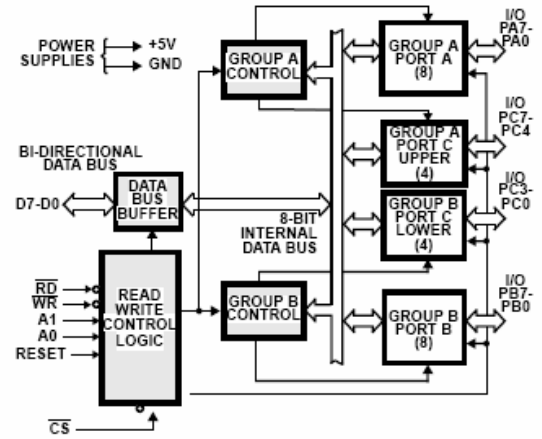 POWER
SUPPLIES
+5V
GND
GROUP A
CONTROL
GROUP A
PORT A
(8)
I/O
PA7-
PA0
GROUP A
PORT C
UPPER
(4)
I/O
PC7-
PC4
BI-DIRECTIONAL
DATA BUS
D7-D0
DATA
BUS
BUFFER
8-BIT
INTERNAL
DATA BUS
GROUP B
PORT C
LOWER
(4)
I/O
PC3-
PC0
RD
WR
A1
A0
RESET
READ
WRITE
CONTROL
LOGIC
GROUP B
CONTROL
GROUP B
PORT B
(8)
I/O
PB7-
PB0
CS